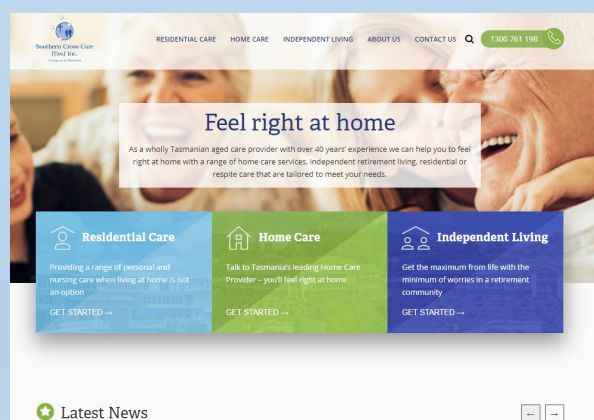 Southern Cross Care
(Tas) Inc.
RESIDENTIAL CARE HOME CARE INDEPENDENT LIVING ABOUT US CONTACT US 1300 761 198
Feel right at home
As a wholly Tasmanian aged care provider with over 40 years' experience we can help you to feel
right at home with a range of home care services, independent retirement living, residential or
respite care that are tailored to meet your needs.
Residential Care
Providing a range of personal and
nursing care when living at home is not
an option
GET STARTED →
Home Care
Talk to Tasmania's leading Home Care
Provider – you'll feel right at home
GET STARTED →
Independent Living
Get the maximum from life with the
minimum of worries in a retirement
community
GET STARTED →
Latest News
← →